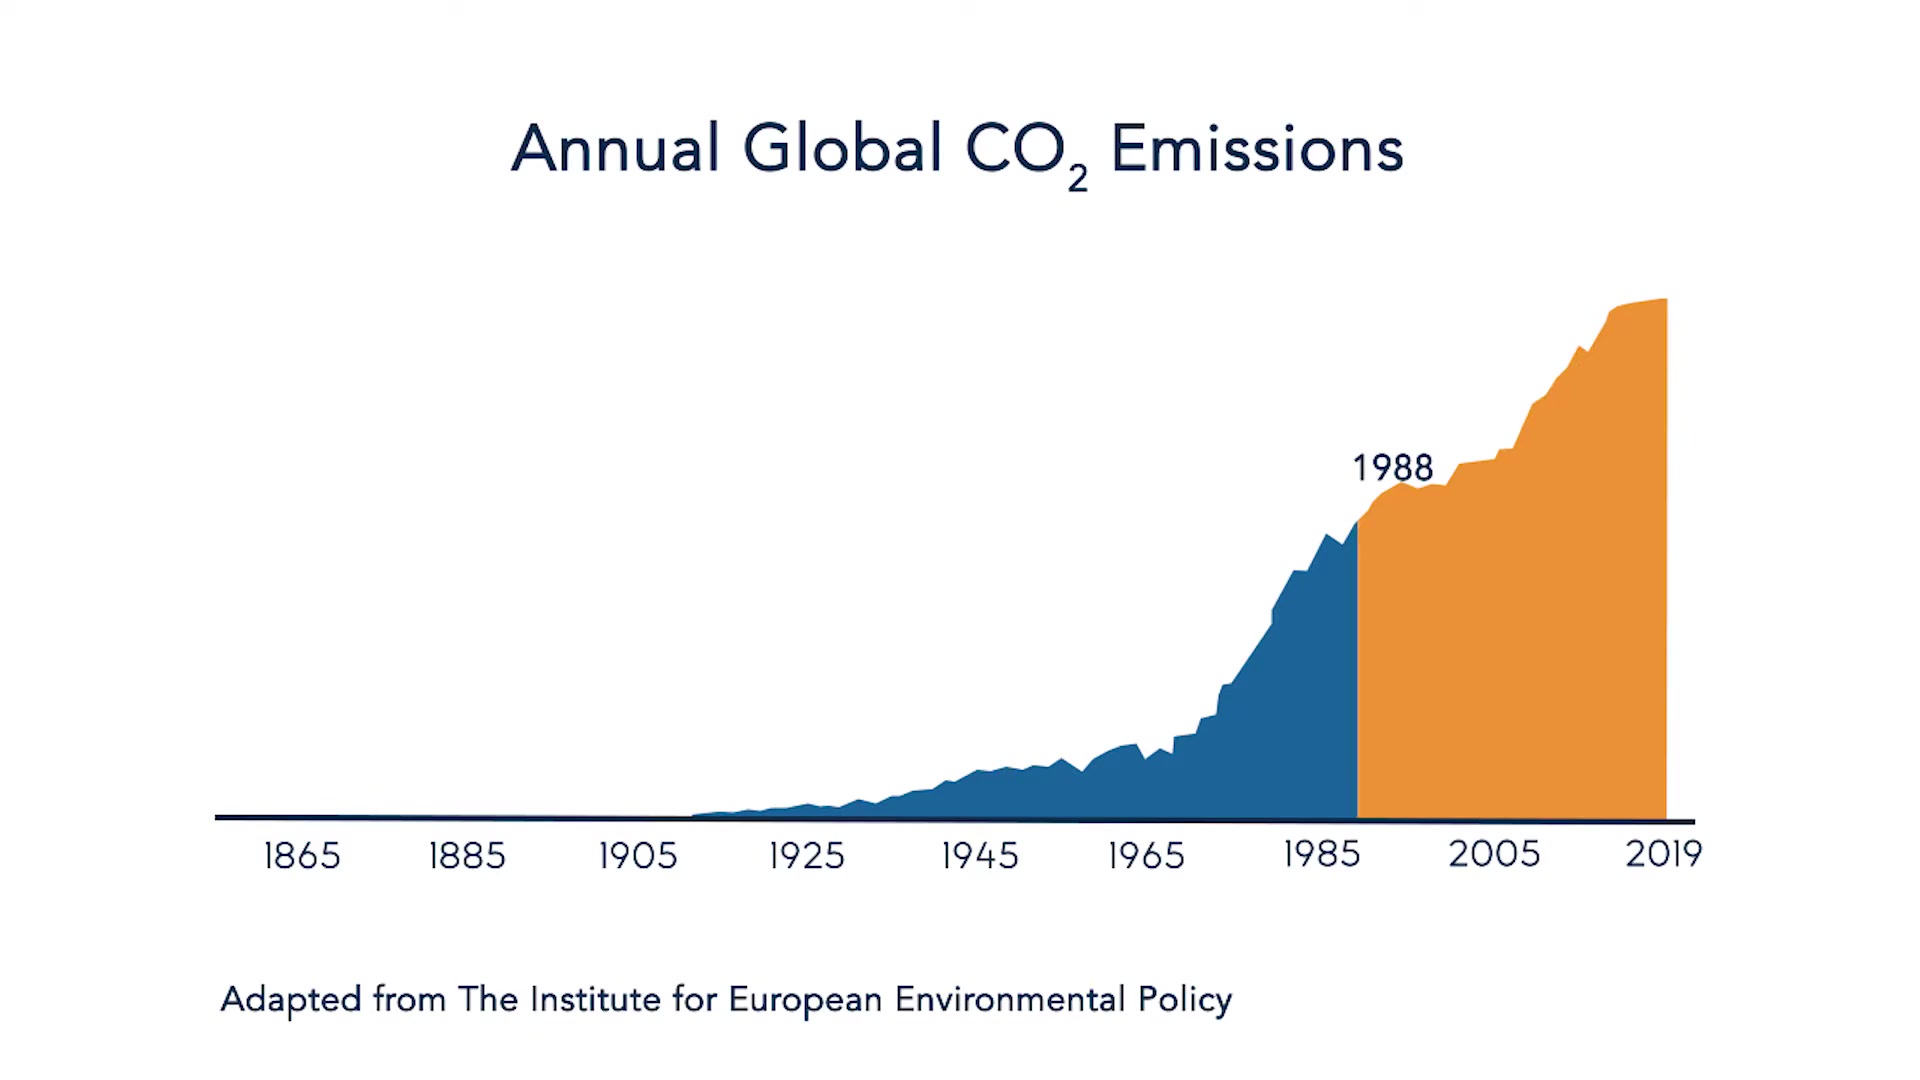 Annual Global CO₂ Emissions
1988
1865 1885 1905 1925 1945 1965 1985 2005 2019
Adapted from The Institute for European Environmental Policy